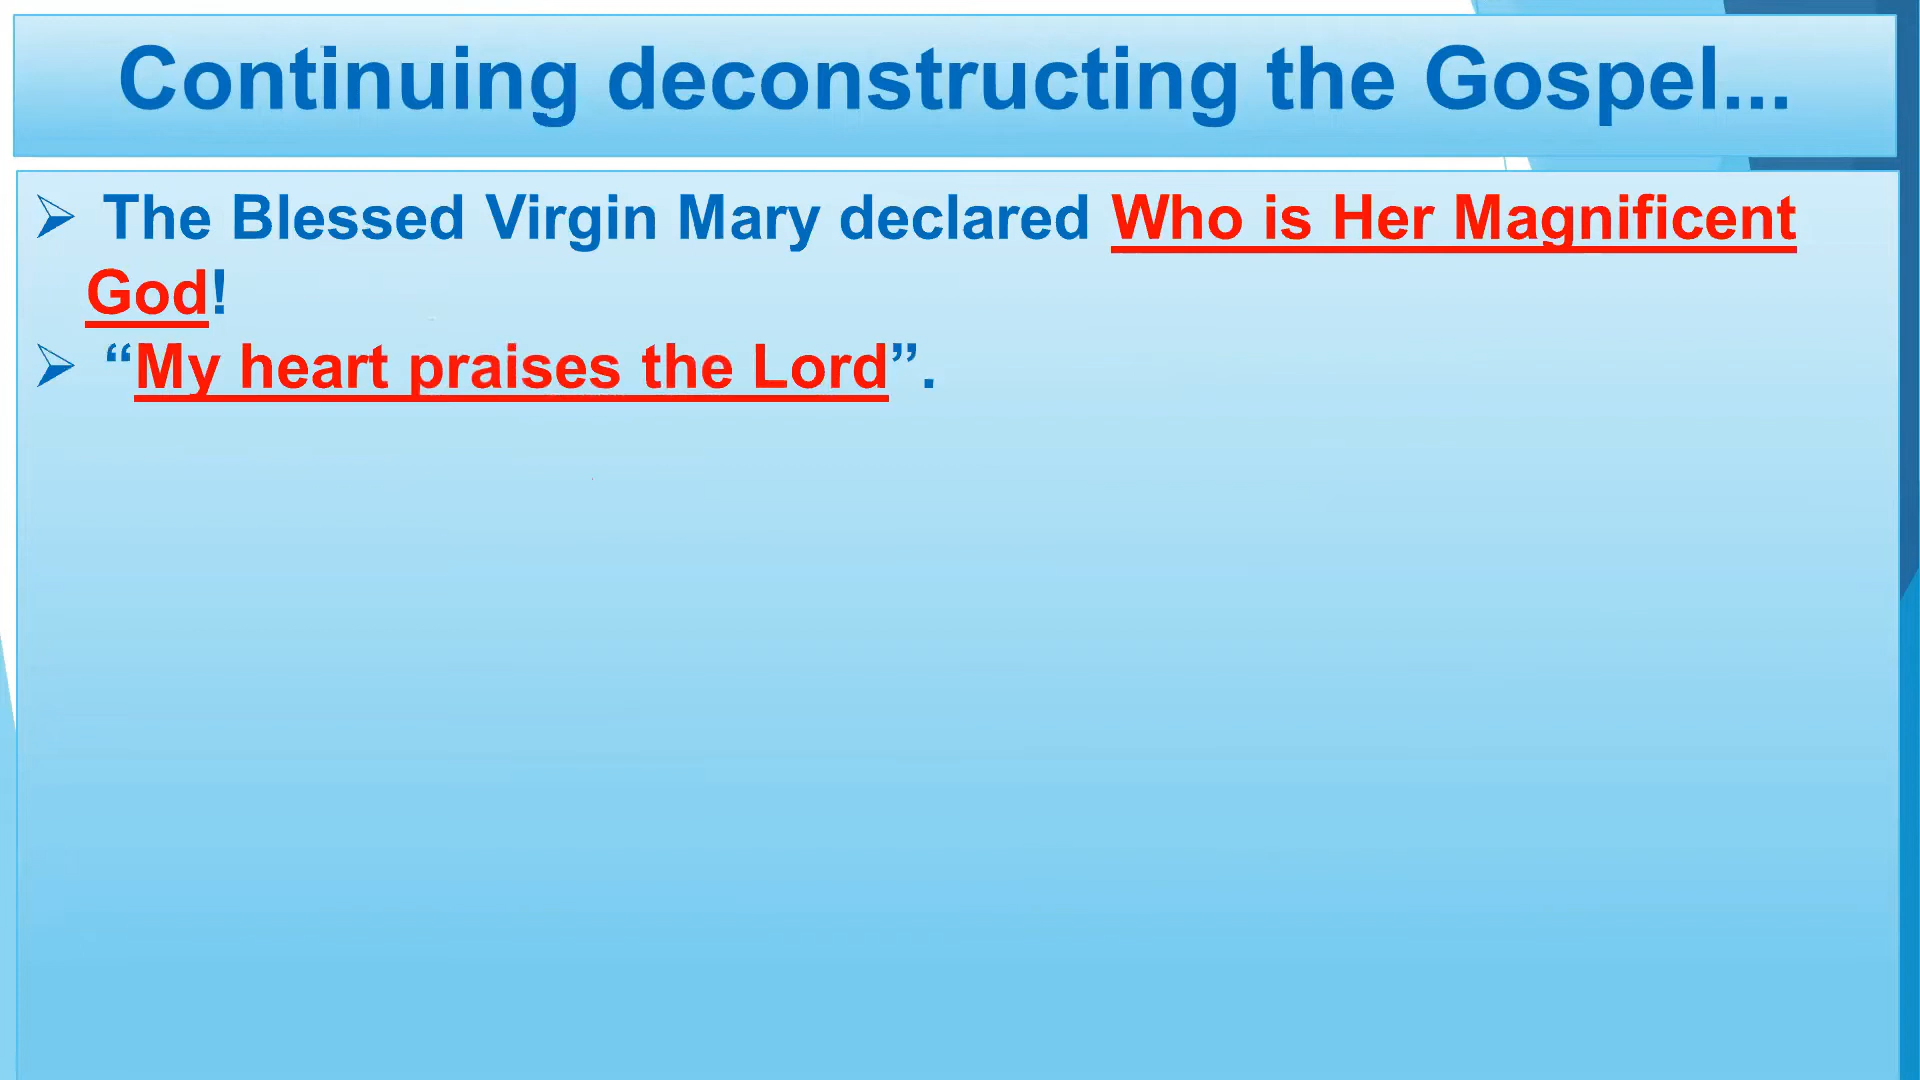 Continuing deconstructing the Gospel...
➢ The Blessed Virgin Mary declared Who is Her Magnificent
God!
➢ “My heart praises the Lord”.